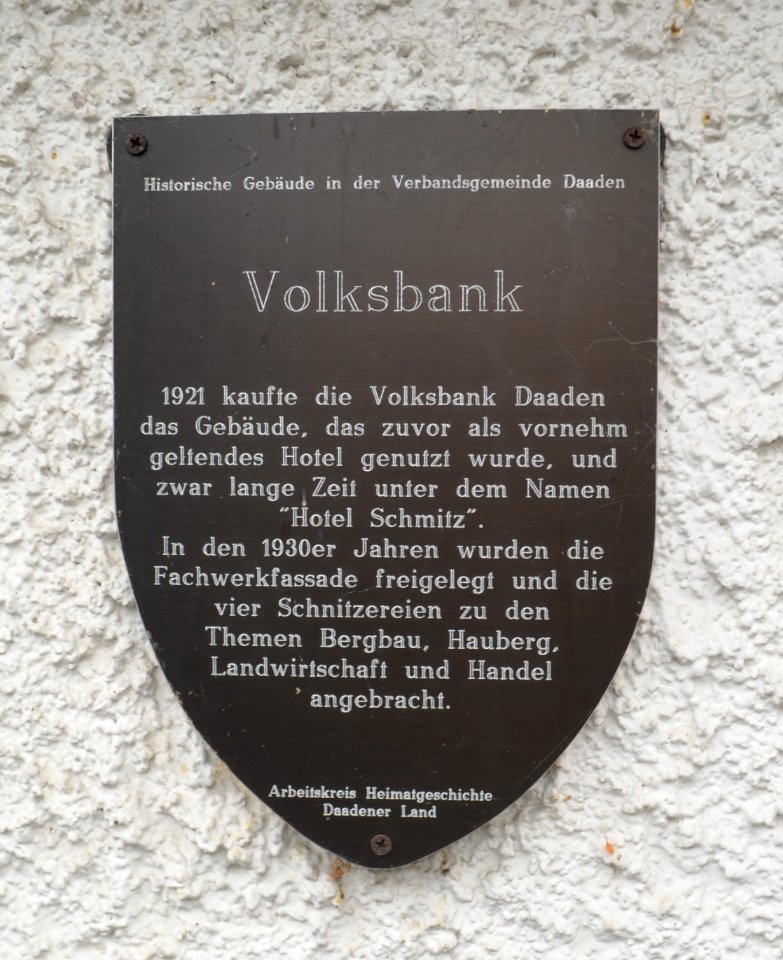 Historische Gebäude in der Verbandsgemeinde Daaden
Volksbank
1921 kaufte die Volksbank Daaden
das Gebäude, das zuvor als vornehm
geltendes Hotel genutzt wurde, und
zwar lange Zeit unter dem Namen
"Hotel Schmitz".
In den 1930er Jahren wurden die
Fachwerkfassade freigelegt und die
vier Schnitzereien zu den
Themen Bergbau, Hauberg,
Landwirtschaft und Handel
angebracht.
Arbeitskreis Heimatgeschichte
Daadener Land